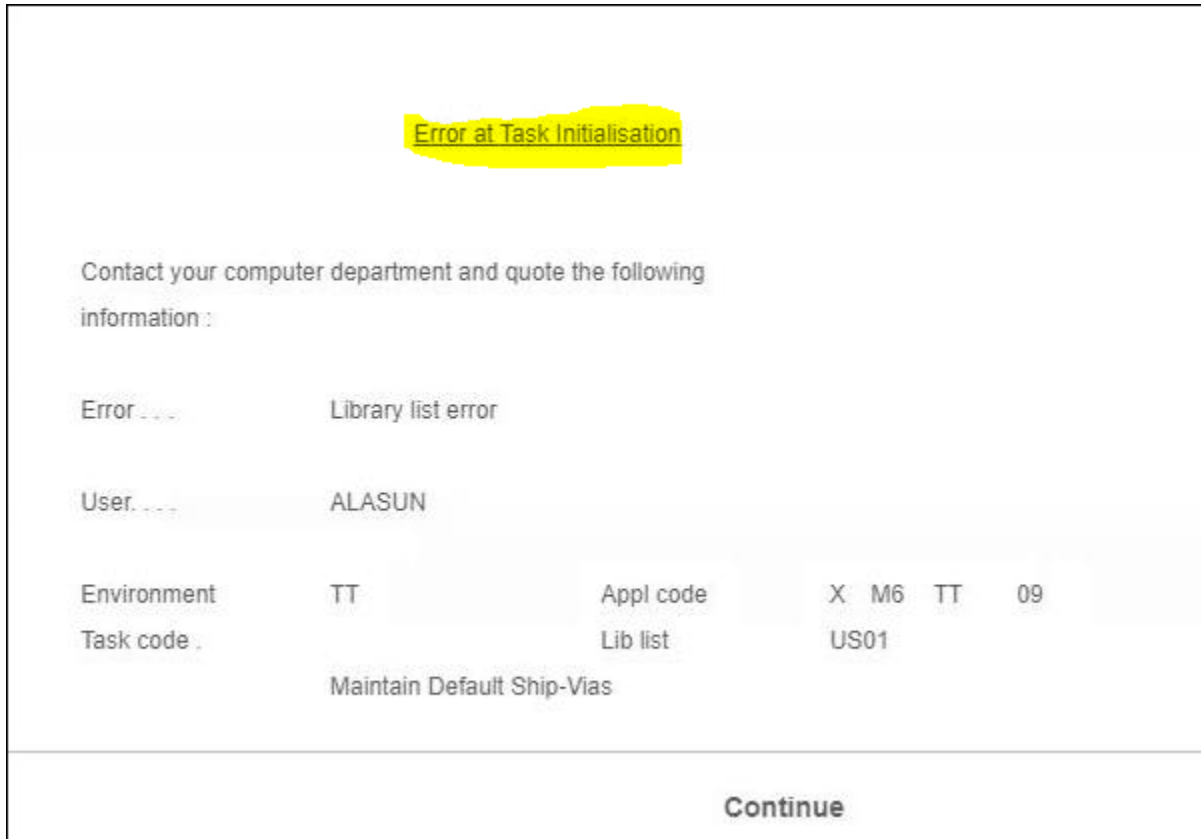 Error at Task Initialisation
Contact your computer department and quote the following
information :
Error . . . Library list error
User. . . . ALASUN
Environment TT Appl code X M6 TT 09
Task code . Lib list US01
Maintain Default Ship-Vias
Continue